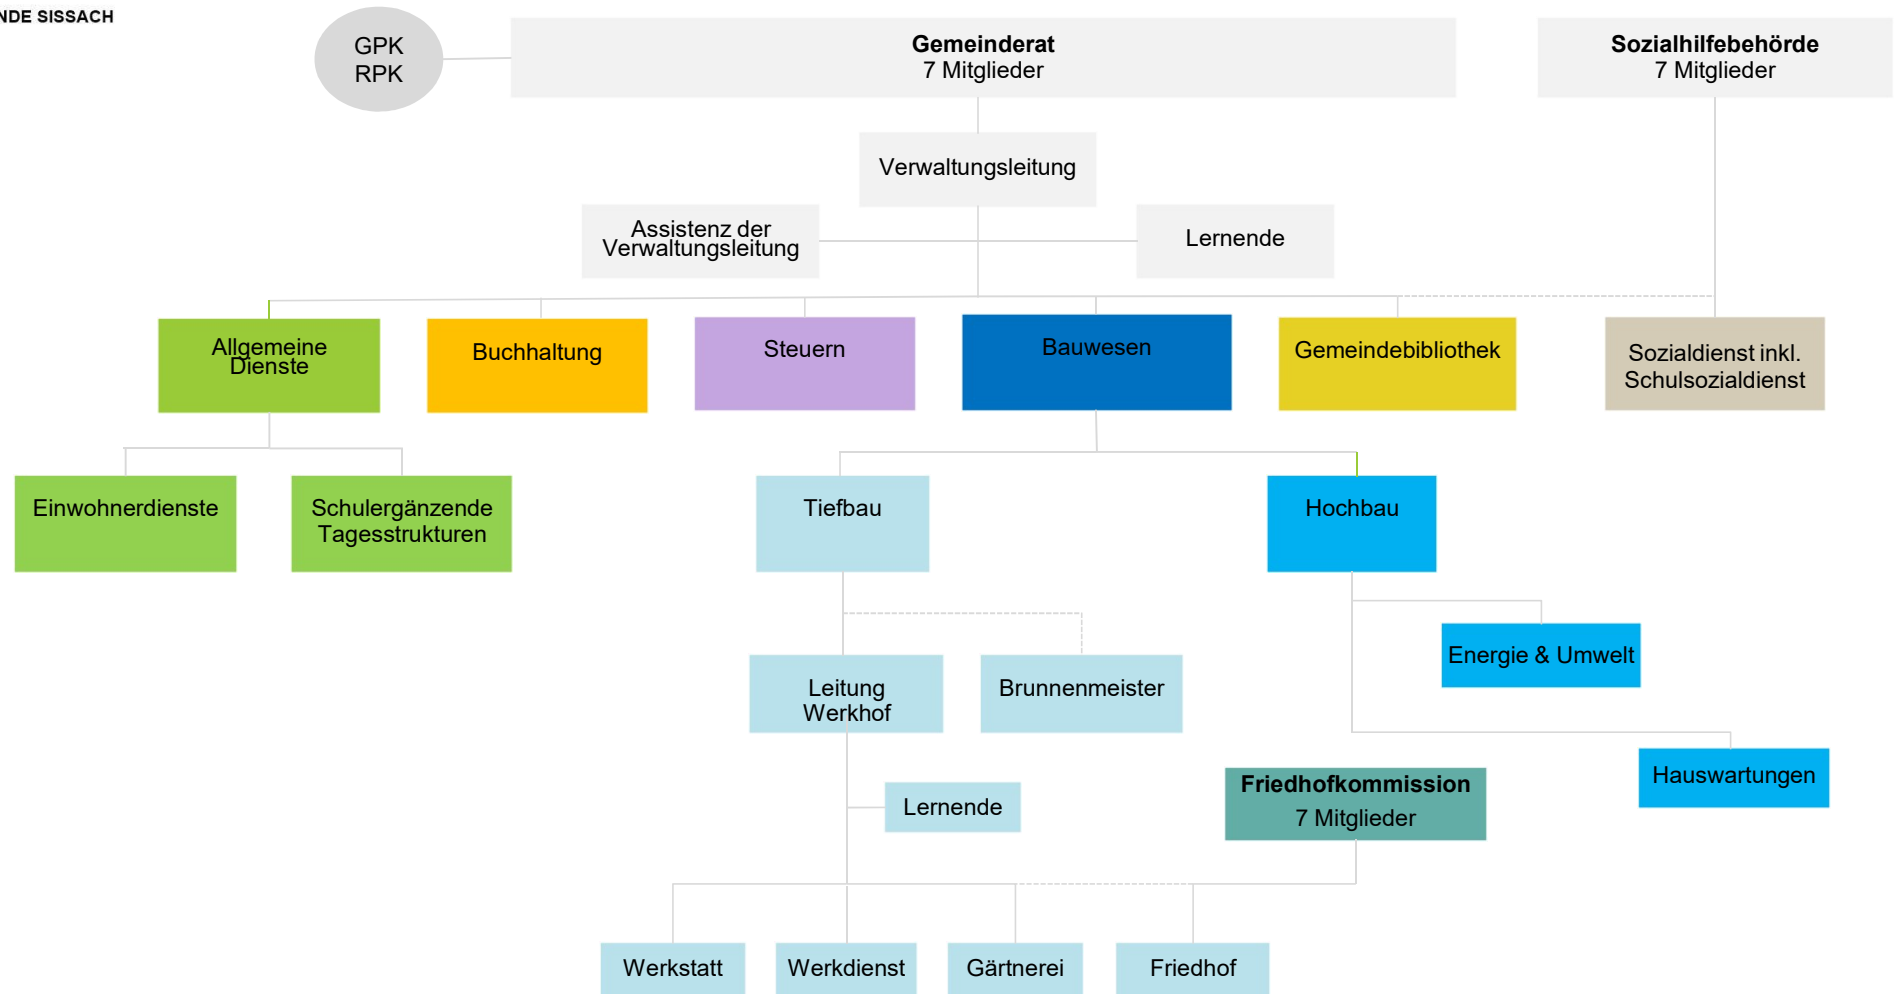 NDE SISSACH
GPK
RPK
Gemeinderat
7 Mitglieder
Sozialhilfebehörde
7 Mitglieder
Verwaltungsleitung
Assistenz der
Verwaltungsleitung
Lernende
Allgemeine
Dienste
Buchhaltung
Steuern
Bauwesen
Gemeindebibliothek
Sozialdienst inkl.
Schulsozialdienst
Einwohnerdienste
Schulergänzende
Tagesstrukturen
Tiefbau
Hochbau
Energie & Umwelt
Leitung
Werkhof
Brunnenmeister
Hauswartungen
Friedhofkommission
7 Mitglieder
Lernende
Werkstatt
Werkdienst
Gärtnerei
Friedhof